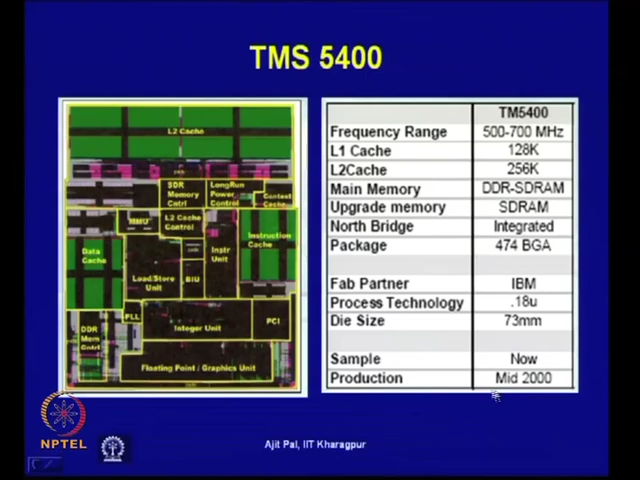 TMS 5400
L2 Cache
SDR
Memory
Cntrl
LongRun
Power
Control
Context
Cache
MMU
L2 Cache
Control
Data
Cache
Instr
Unit
Instruction
Cache
Load/Store
Unit
BIU
PLL
Integer Unit
PCI
DDR
Mem
Cntrl
Floating Point / Graphics Unit
TM5400
Frequency Range 500-700 MHz
L1 Cache 128K
L2Cache 256K
Main Memory DDR-SDRAM
Upgrade memory SDRAM
North Bridge Integrated
Package 474 BGA
Fab Partner IBM
Process Technology .18u
Die Size 73mm
Sample Now
Production Mid 2000
NPTEL
Ajit Pal, IIT Kharagpur